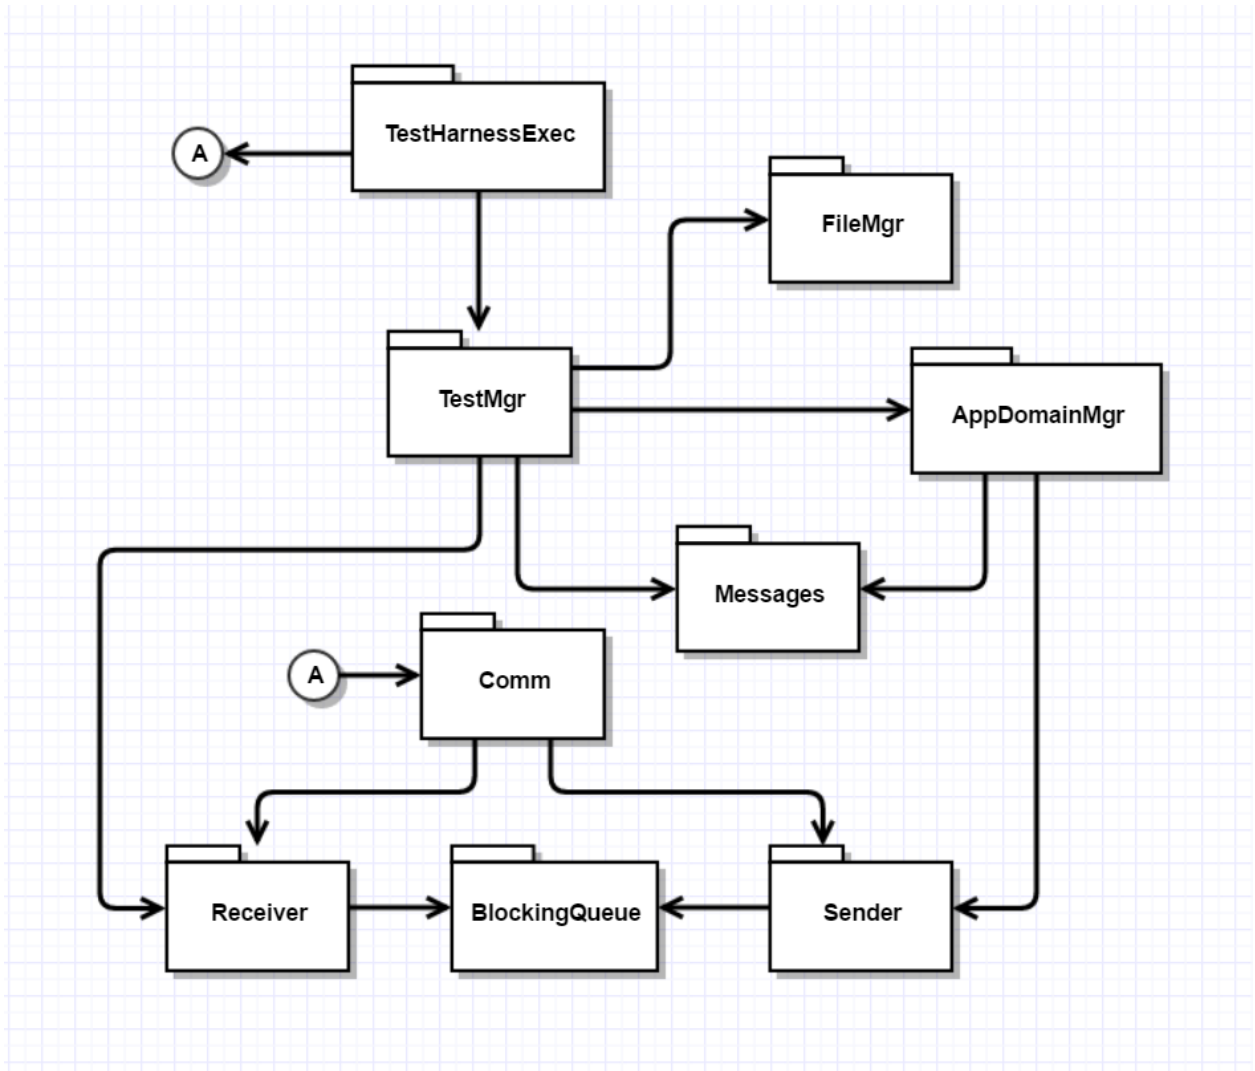 TestHarnessExec
A
FileMgr
TestMgr
AppDomainMgr
Messages
A
Comm
Receiver
BlockingQueue
Sender